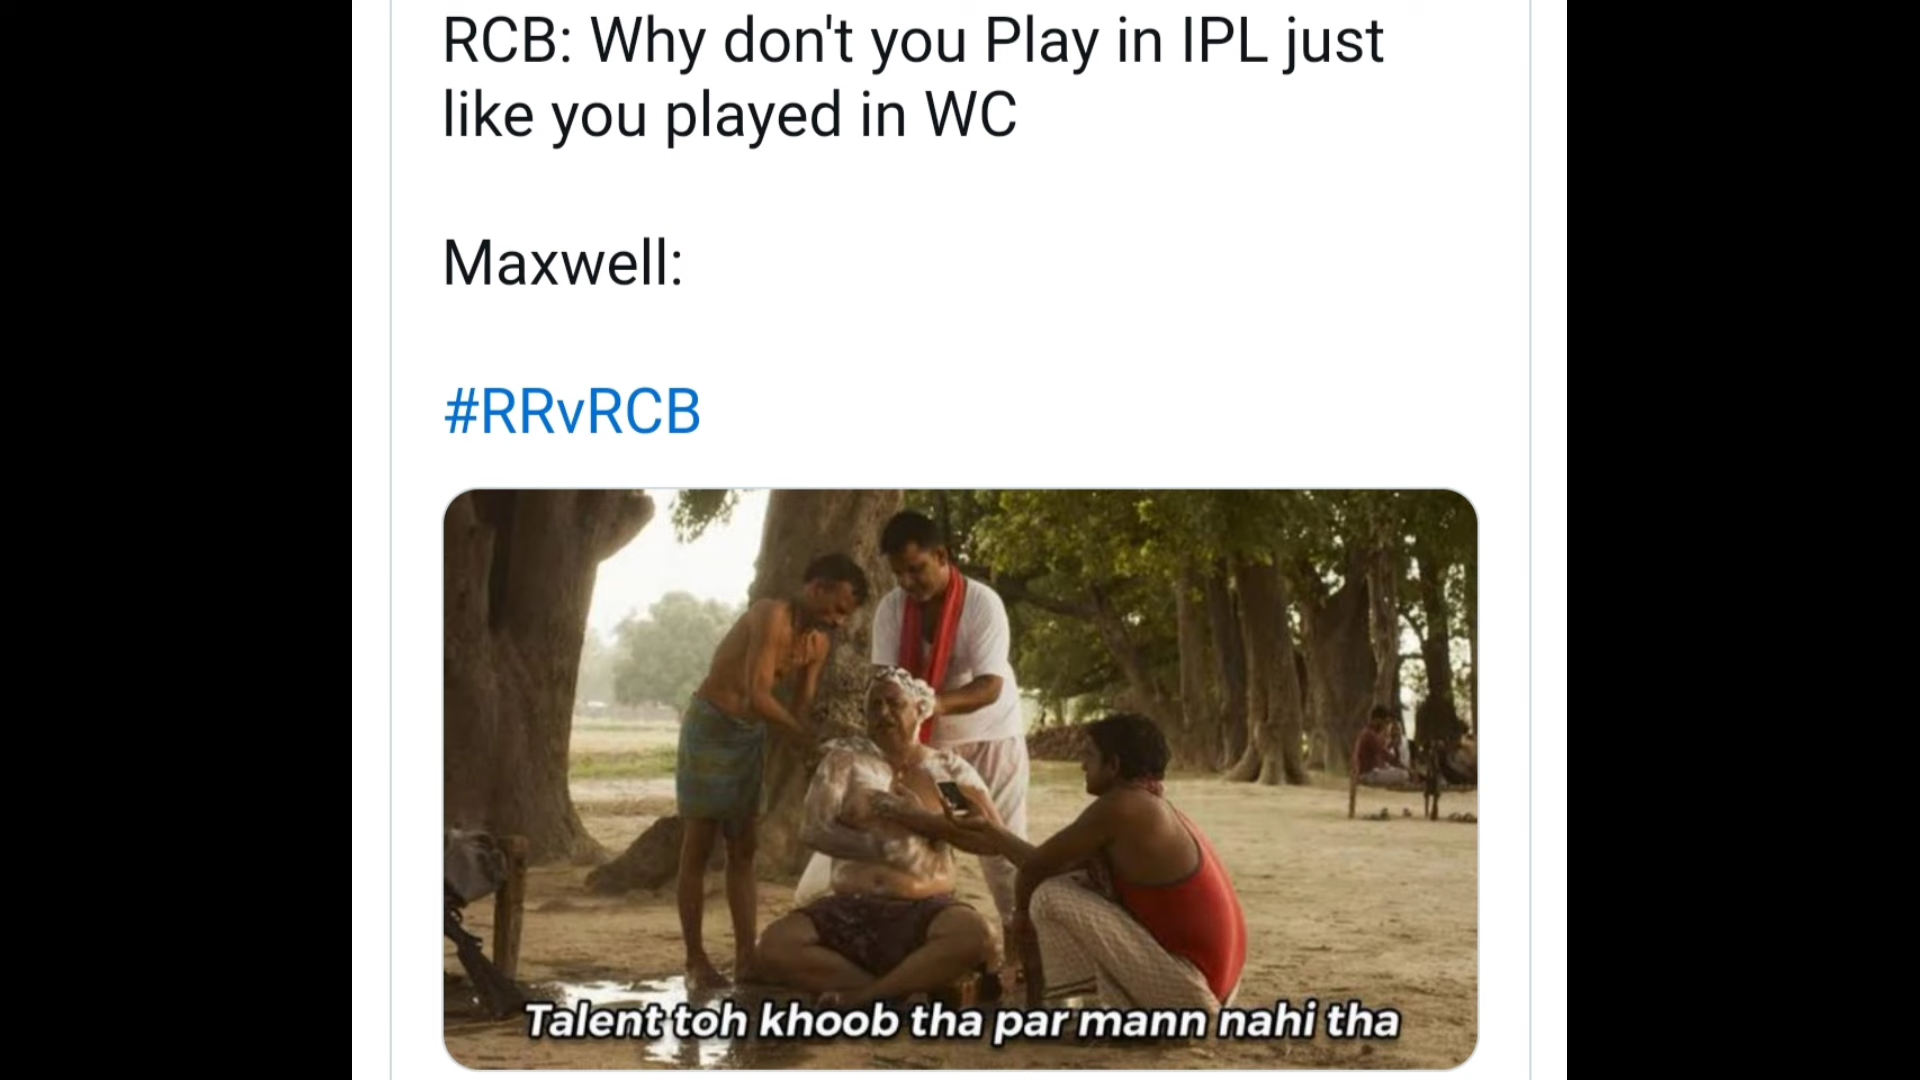 RCB: Why don't you Play in IPL just
like you played in WC
Maxwell:
#RRvRCB
Talent toh khoob tha par mann nahi tha